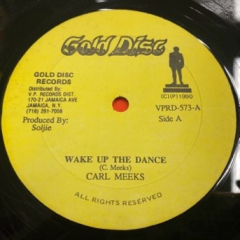 Gold Disc
GOLD DISC
RECORDS
Distributed By:
V.P. RECORDS DIST.
170-21 JAMAICA AVE
JAMAICA, N.Y.
(718) 291-7058
Produced By:
Soljie
(C)(P)1990
VPRD-573-A
Side A
WAKE UP THE DANCE
(C. Meeks)
CARL MEEKS
ALL RIGHTS RESERVED